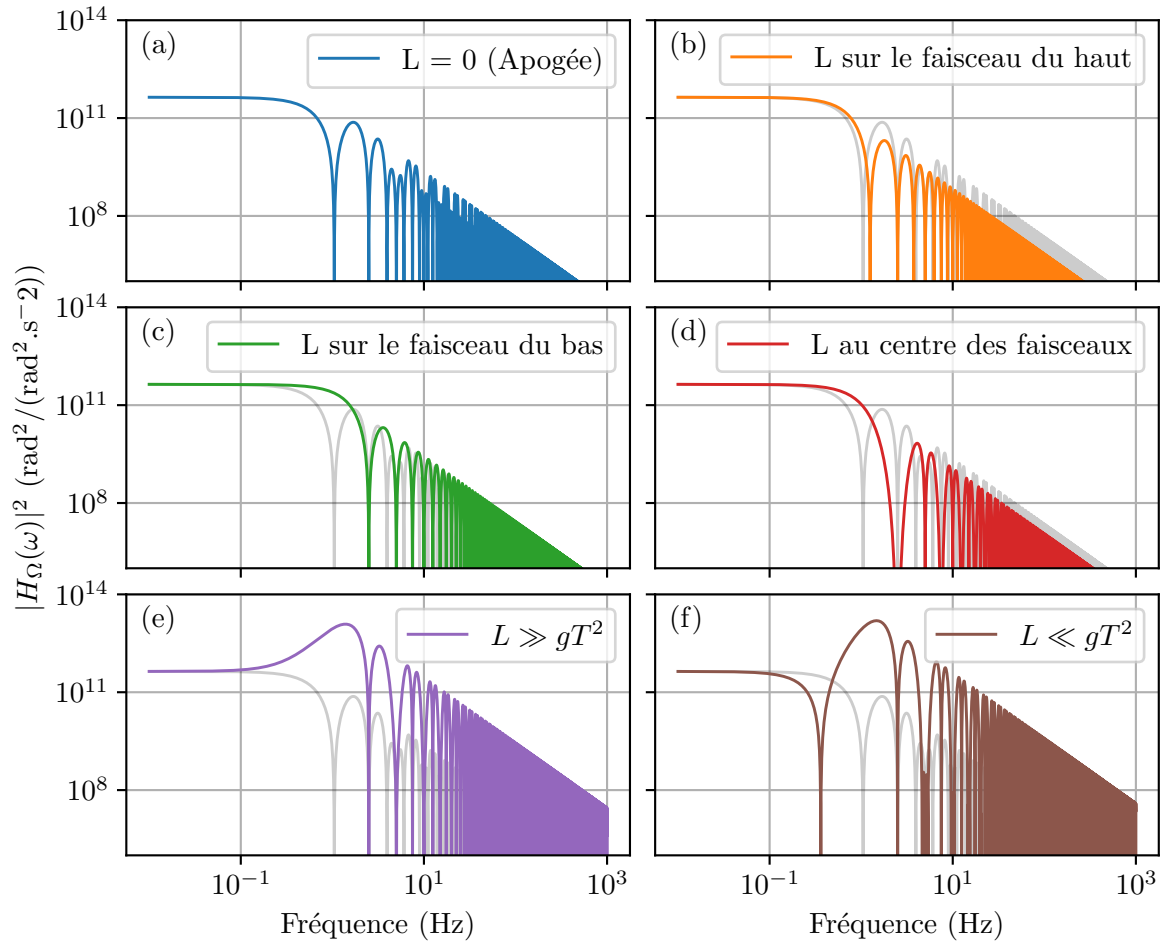 10^14
10^11
10^8
(a)
L = 0 (Apogée)
(b)
L sur le faisceau du haut
10^14
10^11
10^8
(c)
L sur le faisceau du bas
(d)
L au centre des faisceaux
10^14
10^11
10^8
(e)
L ≫ gT^2
(f)
L ≪ gT^2
|H_Ω(ω)|^2 (rad^2/(rad^2.s−2))
10^−1 10^1 10^3
10^−1 10^1 10^3
Fréquence (Hz)
Fréquence (Hz)